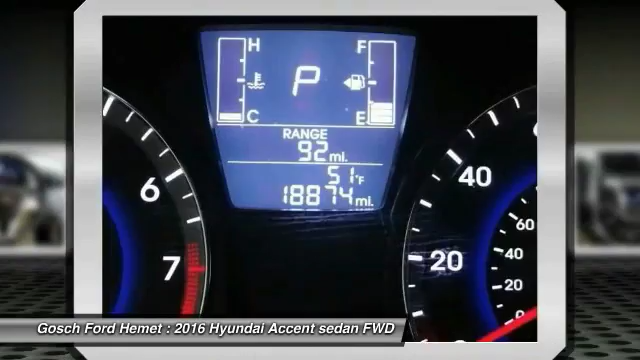 H F
P
C E
RANGE
92 mi.
51°F
18874 mi.
6
7
40
20
60
40
20
0
Gosch Ford Hemet : 2016 Hyundai Accent sedan FWD